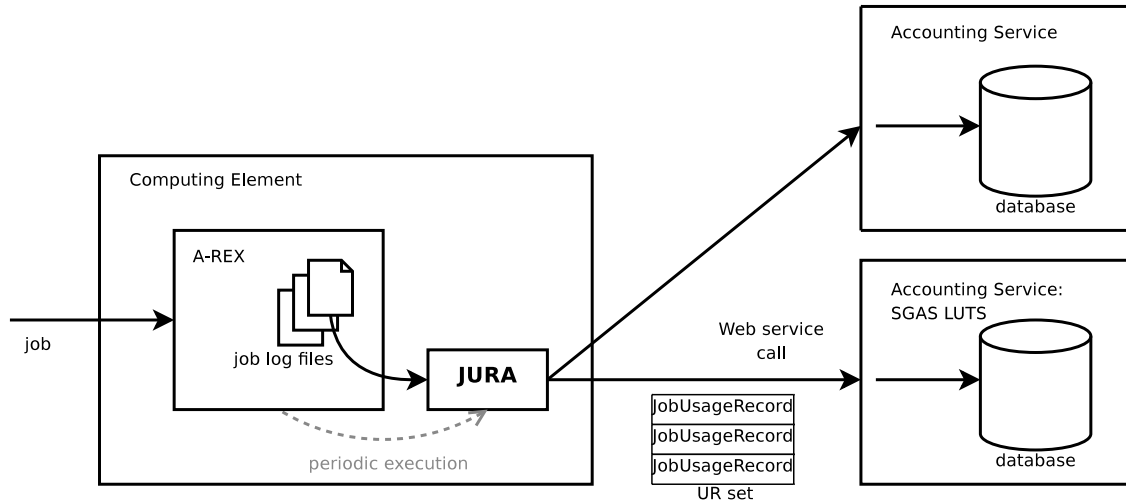 Accounting Service
database
Computing Element
A-REX
job log files
job
JURA
periodic execution
Web service
call
JobUsageRecord
JobUsageRecord
JobUsageRecord
UR set
Accounting Service:
SGAS LUTS
database